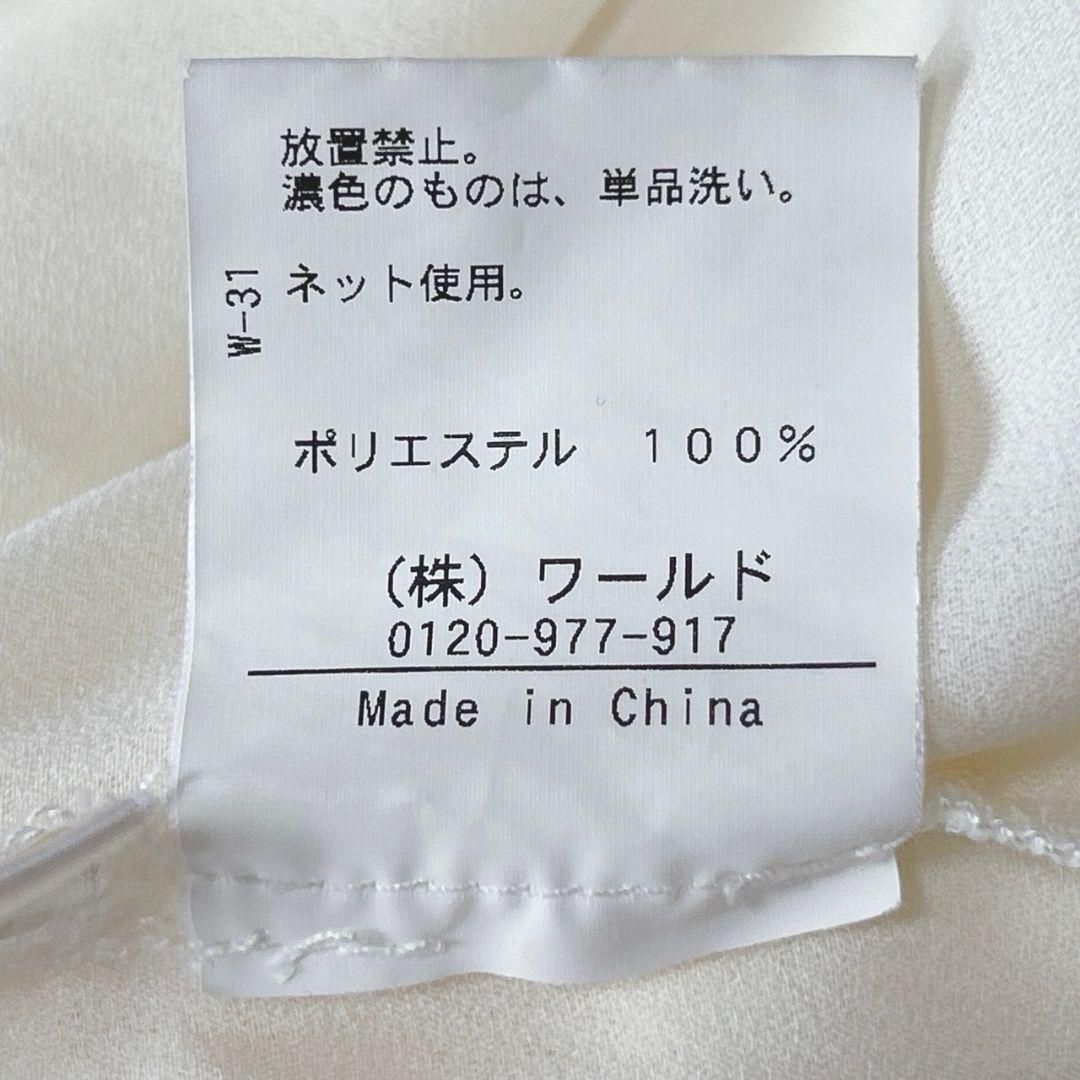 放置禁止。
濃色のものは、単品洗い。
W-31
ネット使用。
ポリエステル　１００％
(株) ワールド
0120-977-917
Made in China